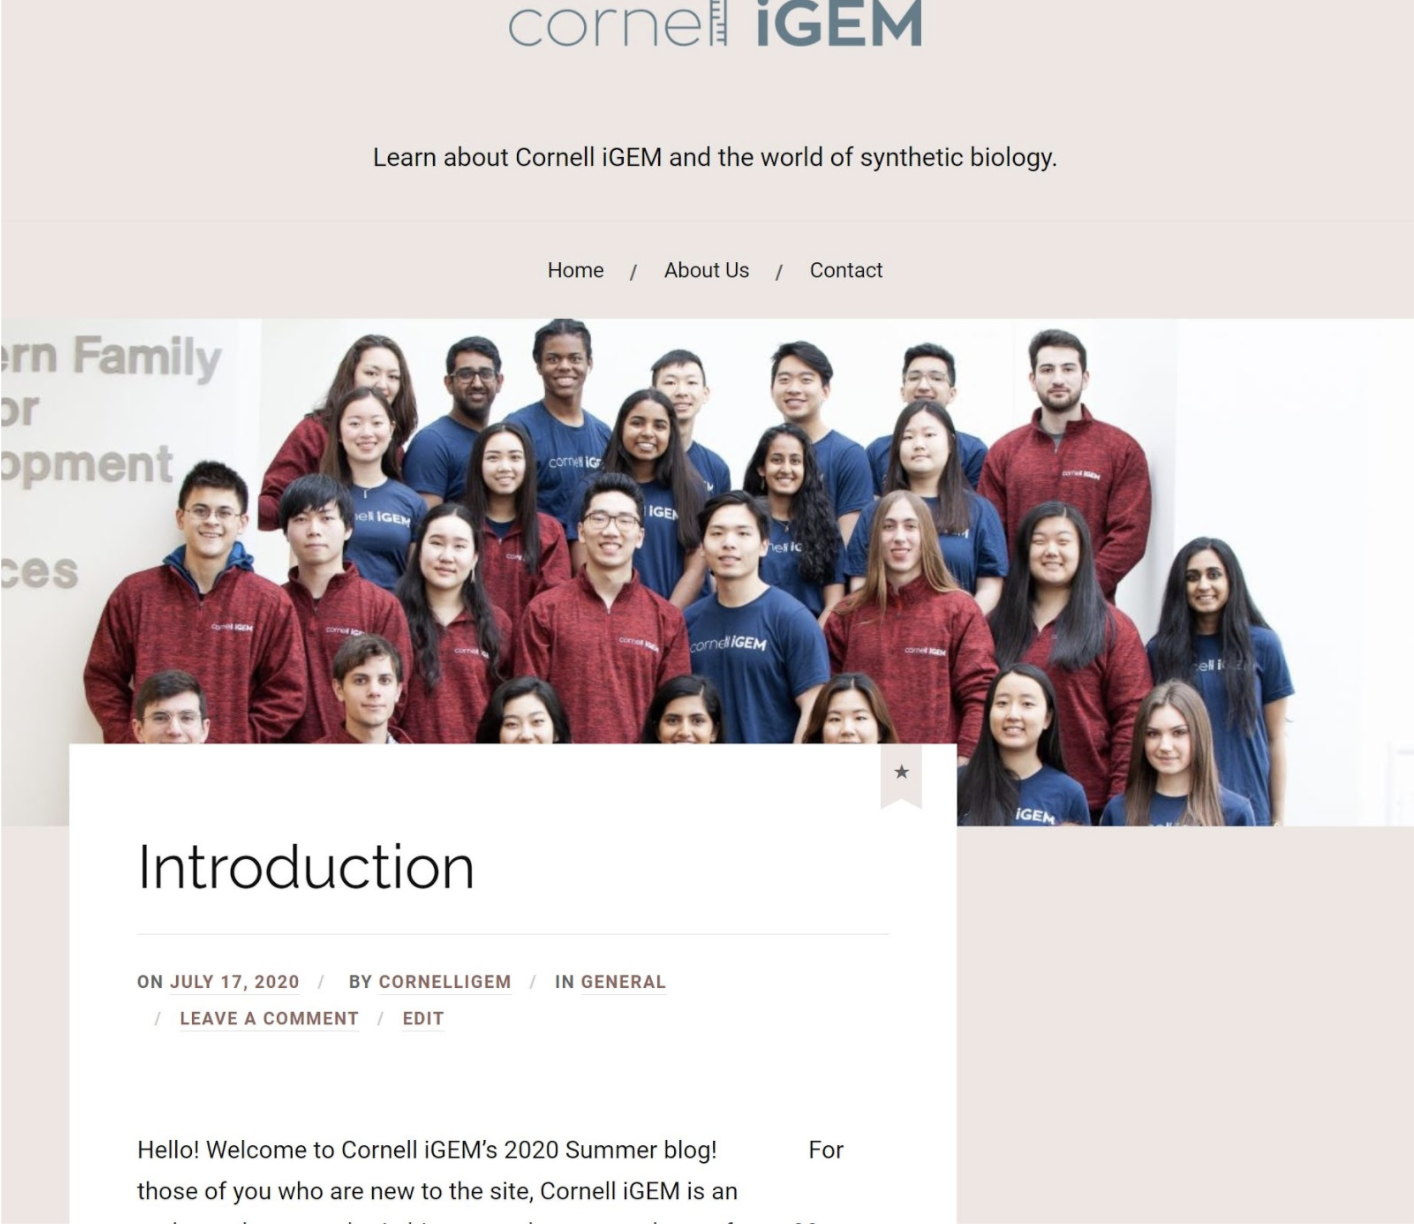 cornell iGEM
Learn about Cornell iGEM and the world of synthetic biology.
Home / About Us / Contact
ern Family
or
opment
ces
cornell iGEM
Introduction
ON JULY 17, 2020 / BY CORNELLIGEM / IN GENERAL
/ LEAVE A COMMENT / EDIT
Hello! Welcome to Cornell iGEM’s 2020 Summer blog! For
those of you who are new to the site, Cornell iGEM is an